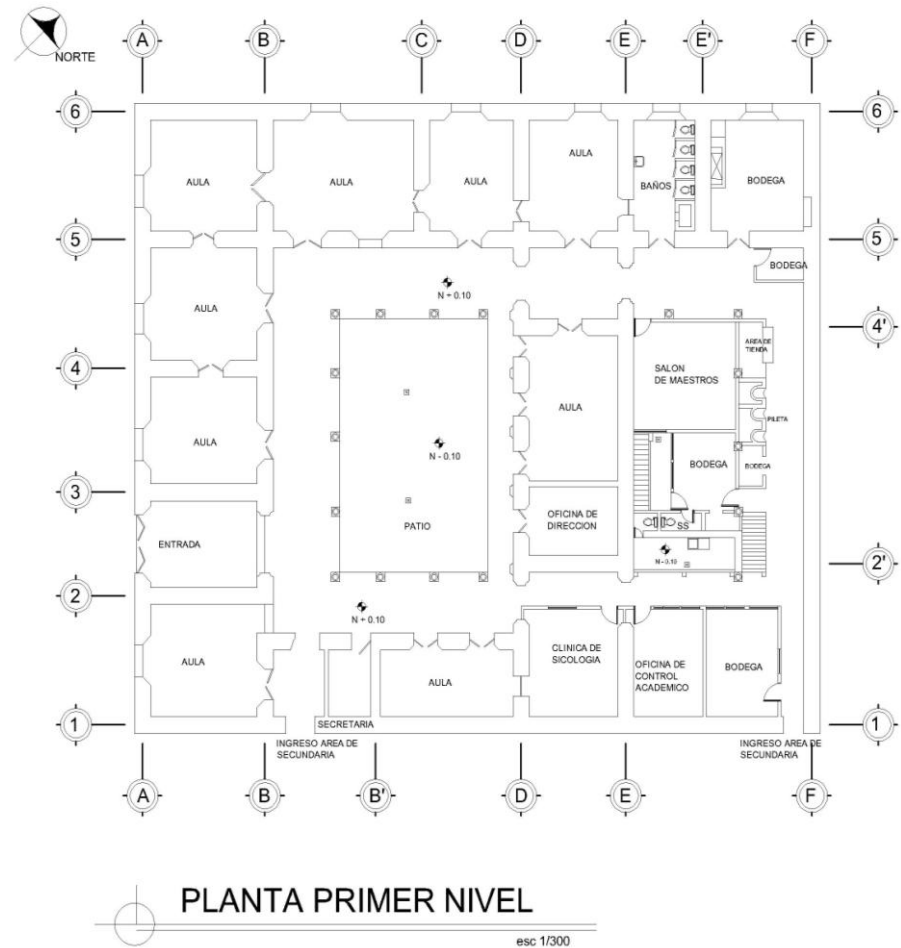 NORTE
A B C D E E' F
6 6
AULA AULA AULA AULA BAÑOS BODEGA
5 5
BODEGA
N + 0.10
4' 
AULA
AREA DE
TIENDA
4
SALON
DE MAESTROS
AULA
PILETA
AULA
N - 0.10
BODEGA
BODEGA
3
OFICINA DE
DIRECCION
PATIO
SS
ENTRADA
N - 0.10
2'
2
N + 0.10
CLINICA DE
SICOLOGIA
AULA
AULA
OFICINA DE
CONTROL
ACADEMICO
BODEGA
SECRETARIA
1 1
INGRESO AREA DE
SECUNDARIA
INGRESO AREA DE
SECUNDARIA
A B B' D E F
PLANTA PRIMER NIVEL
esc 1/300